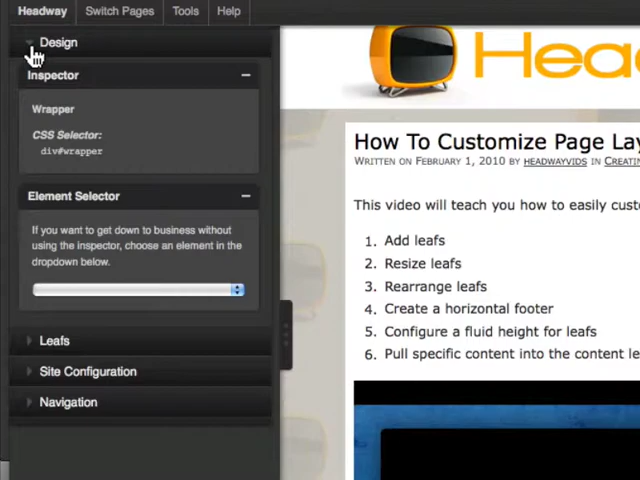 Headway Switch Pages Tools Help
Design
Inspector
Wrapper
CSS Selector:
div#wrapper
Element Selector
If you want to get down to business without
using the inspector, choose an element in the
dropdown below.
Leafs
Site Configuration
Navigation
Hea
How To Customize Page Lay
WRITTEN ON FEBRUARY 1, 2010 BY HEADWAYVIDS IN CREATIN
This video will teach you how to easily custo
1. Add leafs
2. Resize leafs
3. Rearrange leafs
4. Create a horizontal footer
5. Configure a fluid height for leafs
6. Pull specific content into the content le